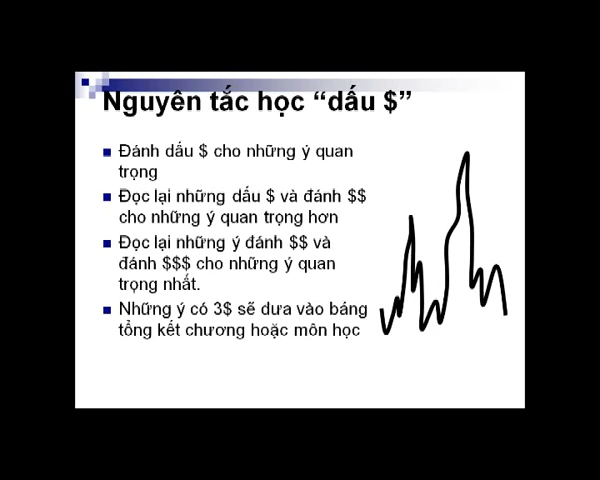 Nguyên tắc học “dấu $”
Đánh dấu $ cho những ý quan
trọng
Đọc lại những dấu $ và đánh $$
cho những ý quan trọng hơn
Đọc lại những ý đánh $$ và
đánh $$$ cho những ý quan
trọng nhất.
Những ý có 3$ sẽ dưa vào báng
tổng kết chương hoặc môn học